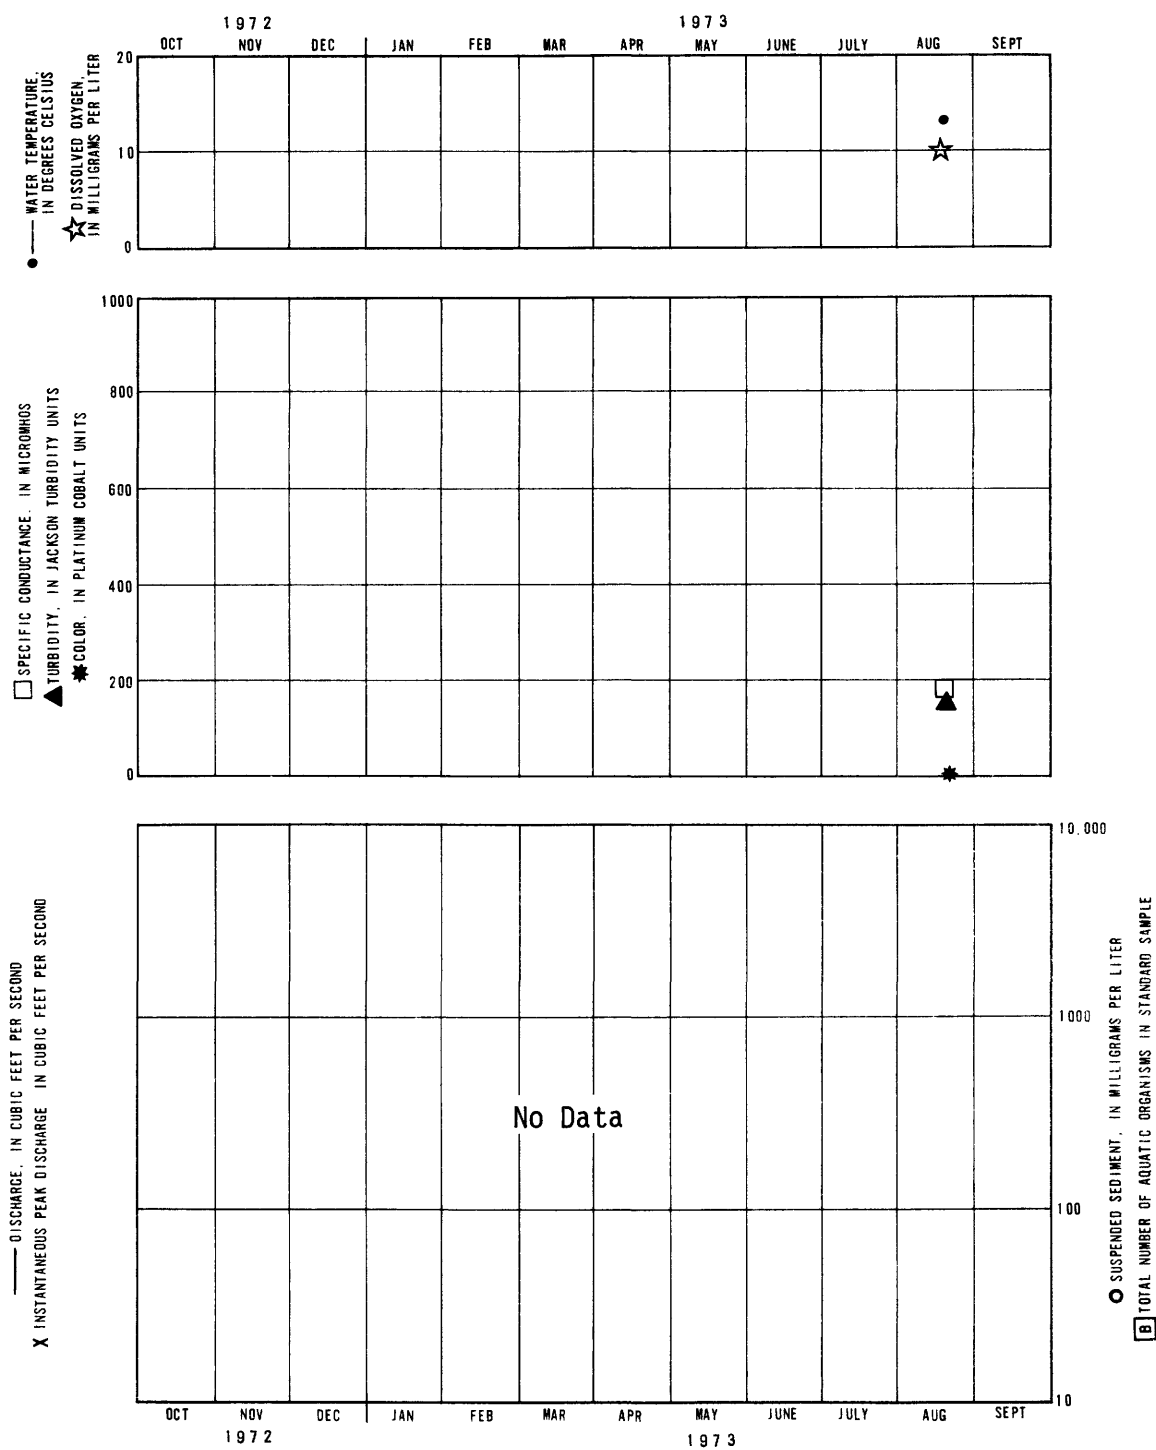 1972 1973
OCT NOV DEC JAN FEB MAR APR MAY JUNE JULY AUG SEPT
WATER TEMPERATURE,
IN DEGREES CELSIUS
DISSOLVED OXYGEN,
IN MILLIGRAMS PER LITER
20
10
0
SPECIFIC CONDUCTANCE, IN MICROMHOS
TURBIDITY, IN JACKSON TURBIDITY UNITS
COLOR, IN PLATINUM COBALT UNITS
1000
800
600
400
200
0
DISCHARGE, IN CUBIC FEET PER SECOND
X INSTANTANEOUS PEAK DISCHARGE IN CUBIC FEET PER SECOND
No Data
10,000
1000
100
10
SUSPENDED SEDIMENT, IN MILLIGRAMS PER LITER
B TOTAL NUMBER OF AQUATIC ORGANISMS IN STANDARD SAMPLE
OCT NOV DEC JAN FEB MAR APR MAY JUNE JULY AUG SEPT
1972 1973